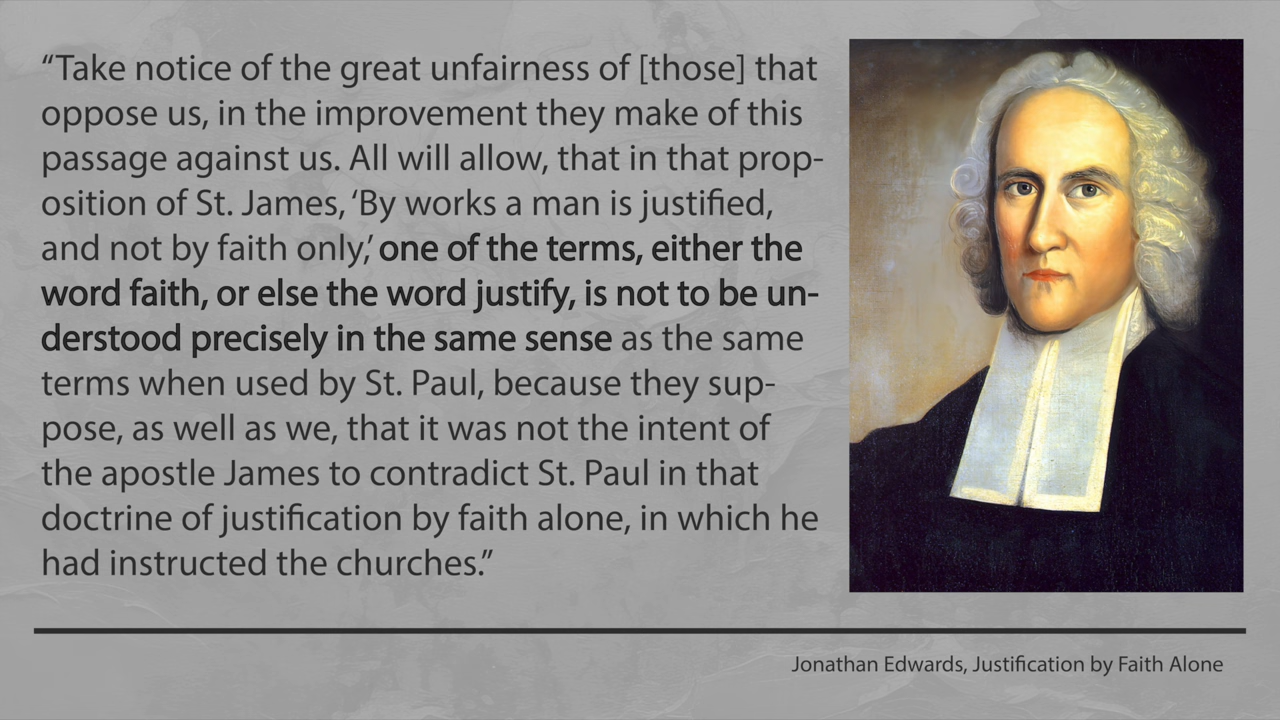 “Take notice of the great unfairness of [those] that
oppose us, in the improvement they make of this
passage against us. All will allow, that in that prop-
osition of St. James, ‘By works a man is justified,
and not by faith only,’ one of the terms, either the
word faith, or else the word justify, is not to be un-
derstood precisely in the same sense as the same
terms when used by St. Paul, because they sup-
pose, as well as we, that it was not the intent of
the apostle James to contradict St. Paul in that
doctrine of justification by faith alone, in which he
had instructed the churches.”
Jonathan Edwards, Justification by Faith Alone